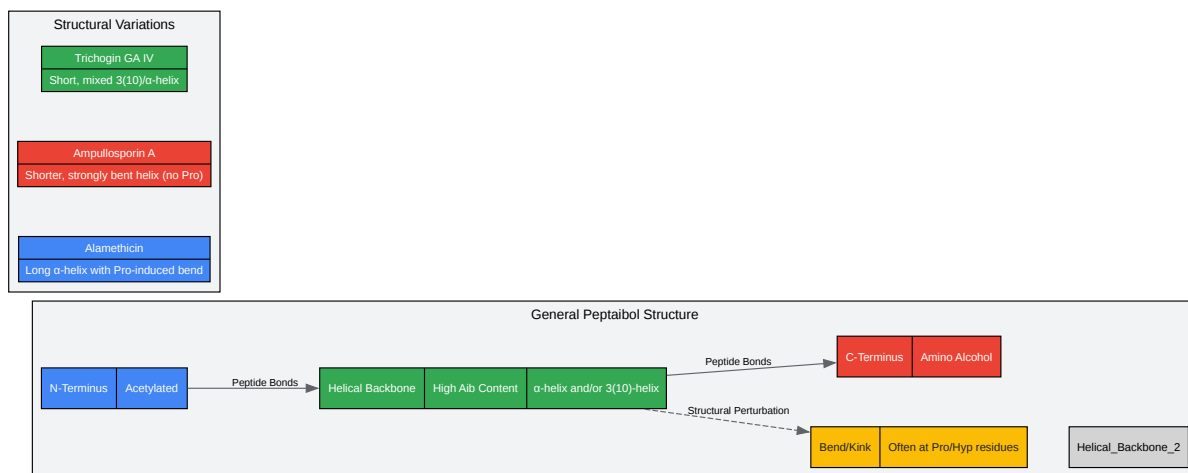 Structural Variations
Trichogin GA IV
Short, mixed 3(10)/α-helix
Ampullosporin A
Shorter, strongly bent helix (no Pro)
Alamethicin
Long α-helix with Pro-induced bend
General Peptaibol Structure
N-Terminus
Acetylated
Peptide Bonds
Helical Backbone
High Aib Content
α-helix and/or 3(10)-helix
Peptide Bonds
C-Terminus
Amino Alcohol
Structural Perturbation
Bend/Kink
Often at Pro/Hyp residues
Helical_Backbone_2